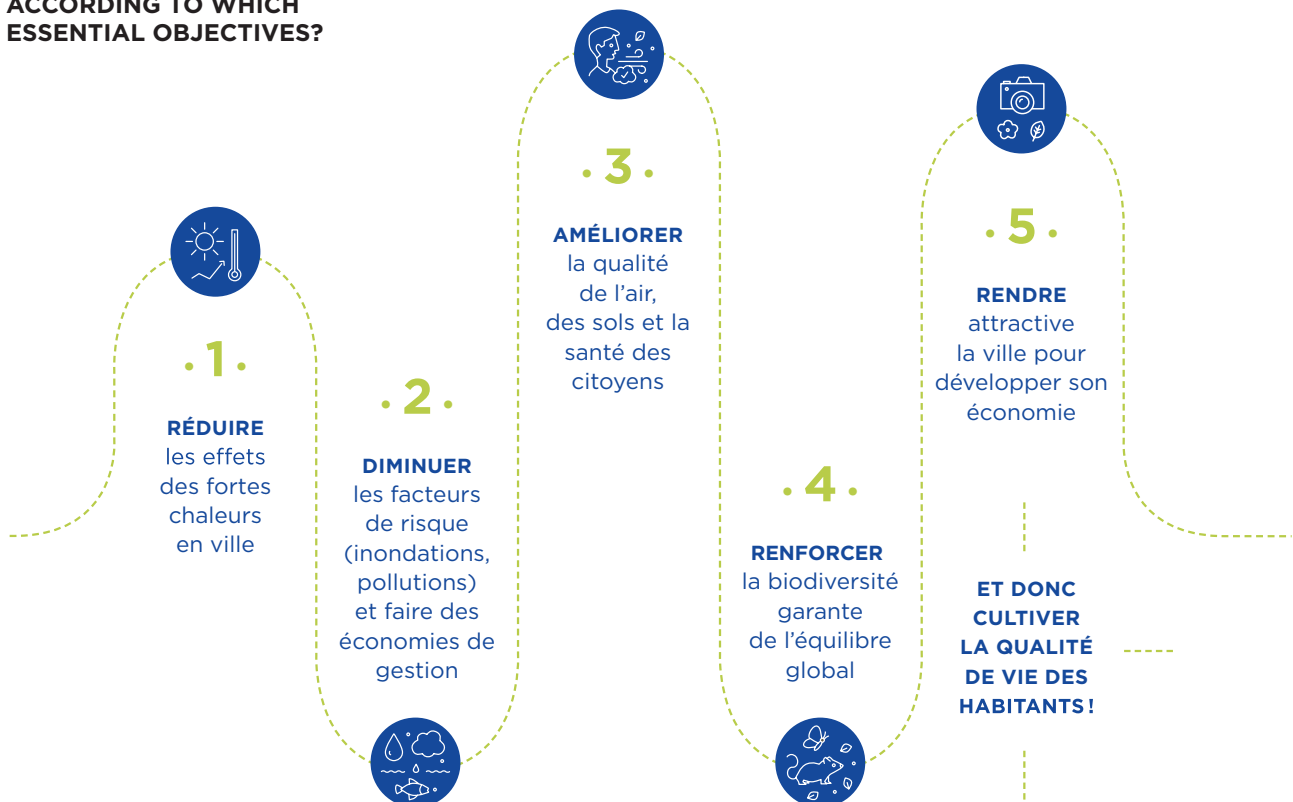 ACCORDING TO WHICH
ESSENTIAL OBJECTIVES?
. 1 .
RÉDUIRE
les effets
des fortes
chaleurs
en ville
. 2 .
DIMINUER
les facteurs
de risque
(inondations,
pollutions)
et faire des
économies de
gestion
. 3 .
AMÉLIORER
la qualité
de l’air,
des sols et la
santé des
citoyens
. 4 .
RENFORCER
la biodiversité
garante
de l’équilibre
global
. 5 .
RENDRE
attractive
la ville pour
développer son
économie
ET DONC
CULTIVER
LA QUALITÉ
DE VIE DES
HABITANTS !